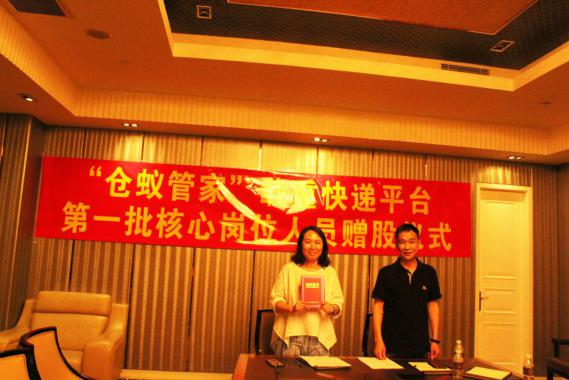 “仓蚁管家” 快递平台
第一批核心岗位人员赠股仪式